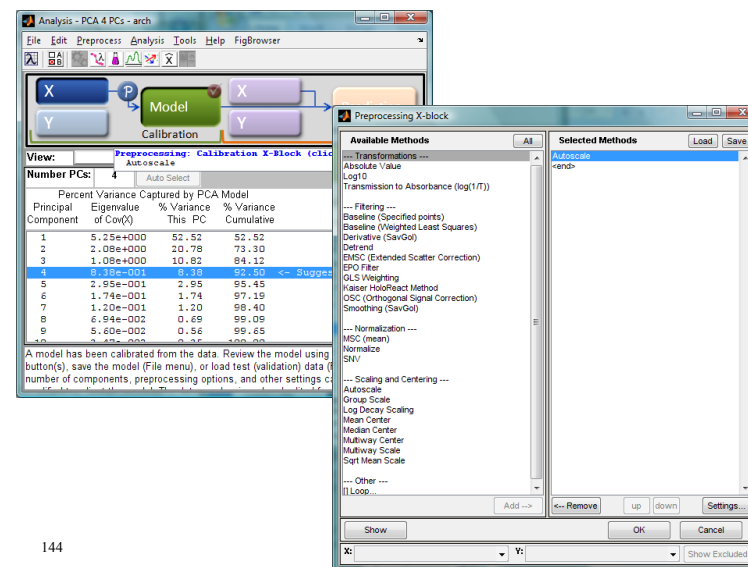 Analysis - PCA 4 PCs - arch
File Edit Preprocess Analysis Tools Help FigBrowser
X
P
X
Model
Y
Y
Calibration
View:
Preprocessing: Calibration X-Block (clic
Autoscale
Number PCs: 4 Auto Select
Percent Variance Captured by PCA Model
Principal Eigenvalue % Variance % Variance
Component of Cov(X) This PC Cumulative
1 5.25e+000 52.52 52.52
2 2.08e+000 20.78 73.30
3 1.08e+000 10.82 84.12
4 8.38e-001 8.38 92.50 <- Sugges
5 2.95e-001 2.95 95.45
6 1.74e-001 1.74 97.19
7 1.20e-001 1.20 98.40
8 6.94e-002 0.69 99.09
9 5.60e-002 0.56 99.65
A model has been calibrated from the data. Review the model using
button(s), save the model (File menu), or load test (validation) data (
number of components, preprocessing options, and other settings c
Preprocessing X-block
Available Methods All
--- Transformations ---
Absolute Value
Log10
Transmission to Absorbance (log(1/T))
--- Filtering ---
Baseline (Specified points)
Baseline (Weighted Least Squares)
Derivative (SavGol)
Detrend
EMSC (Extended Scatter Correction)
EPO Filter
GLS Weighting
Kaiser HoloReact Method
OSC (Orthogonal Signal Correction)
Smoothing (SavGol)
--- Normalization ---
MSC (mean)
Normalize
SNV
--- Scaling and Centering ---
Autoscale
Group Scale
Log Decay Scaling
Mean Center
Median Center
Multiway Center
Multiway Scale
Sqrt Mean Scale
--- Other ---
[] Loop...
Add -->
Selected Methods Load Save
Autoscale
<end>
<-- Remove up down Settings...
Show OK Cancel
X: Y: Show Excluded
144